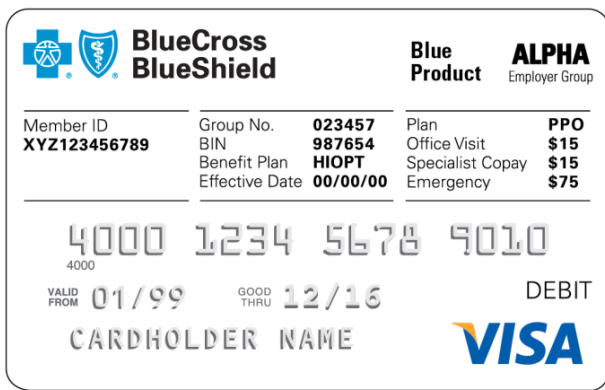 BlueCross
BlueShield
Blue
Product
ALPHA
Employer Group
Member ID
XYZ123456789
Group No. 023457
BIN 987654
Benefit Plan HIOPT
Effective Date 00/00/00
Plan PPO
Office Visit $15
Specialist Copay $15
Emergency $75
4000 1234 5678 9010
4000
VALID FROM 01/99 GOOD THRU 12/16
DEBIT
CARDHOLDER NAME
VISA